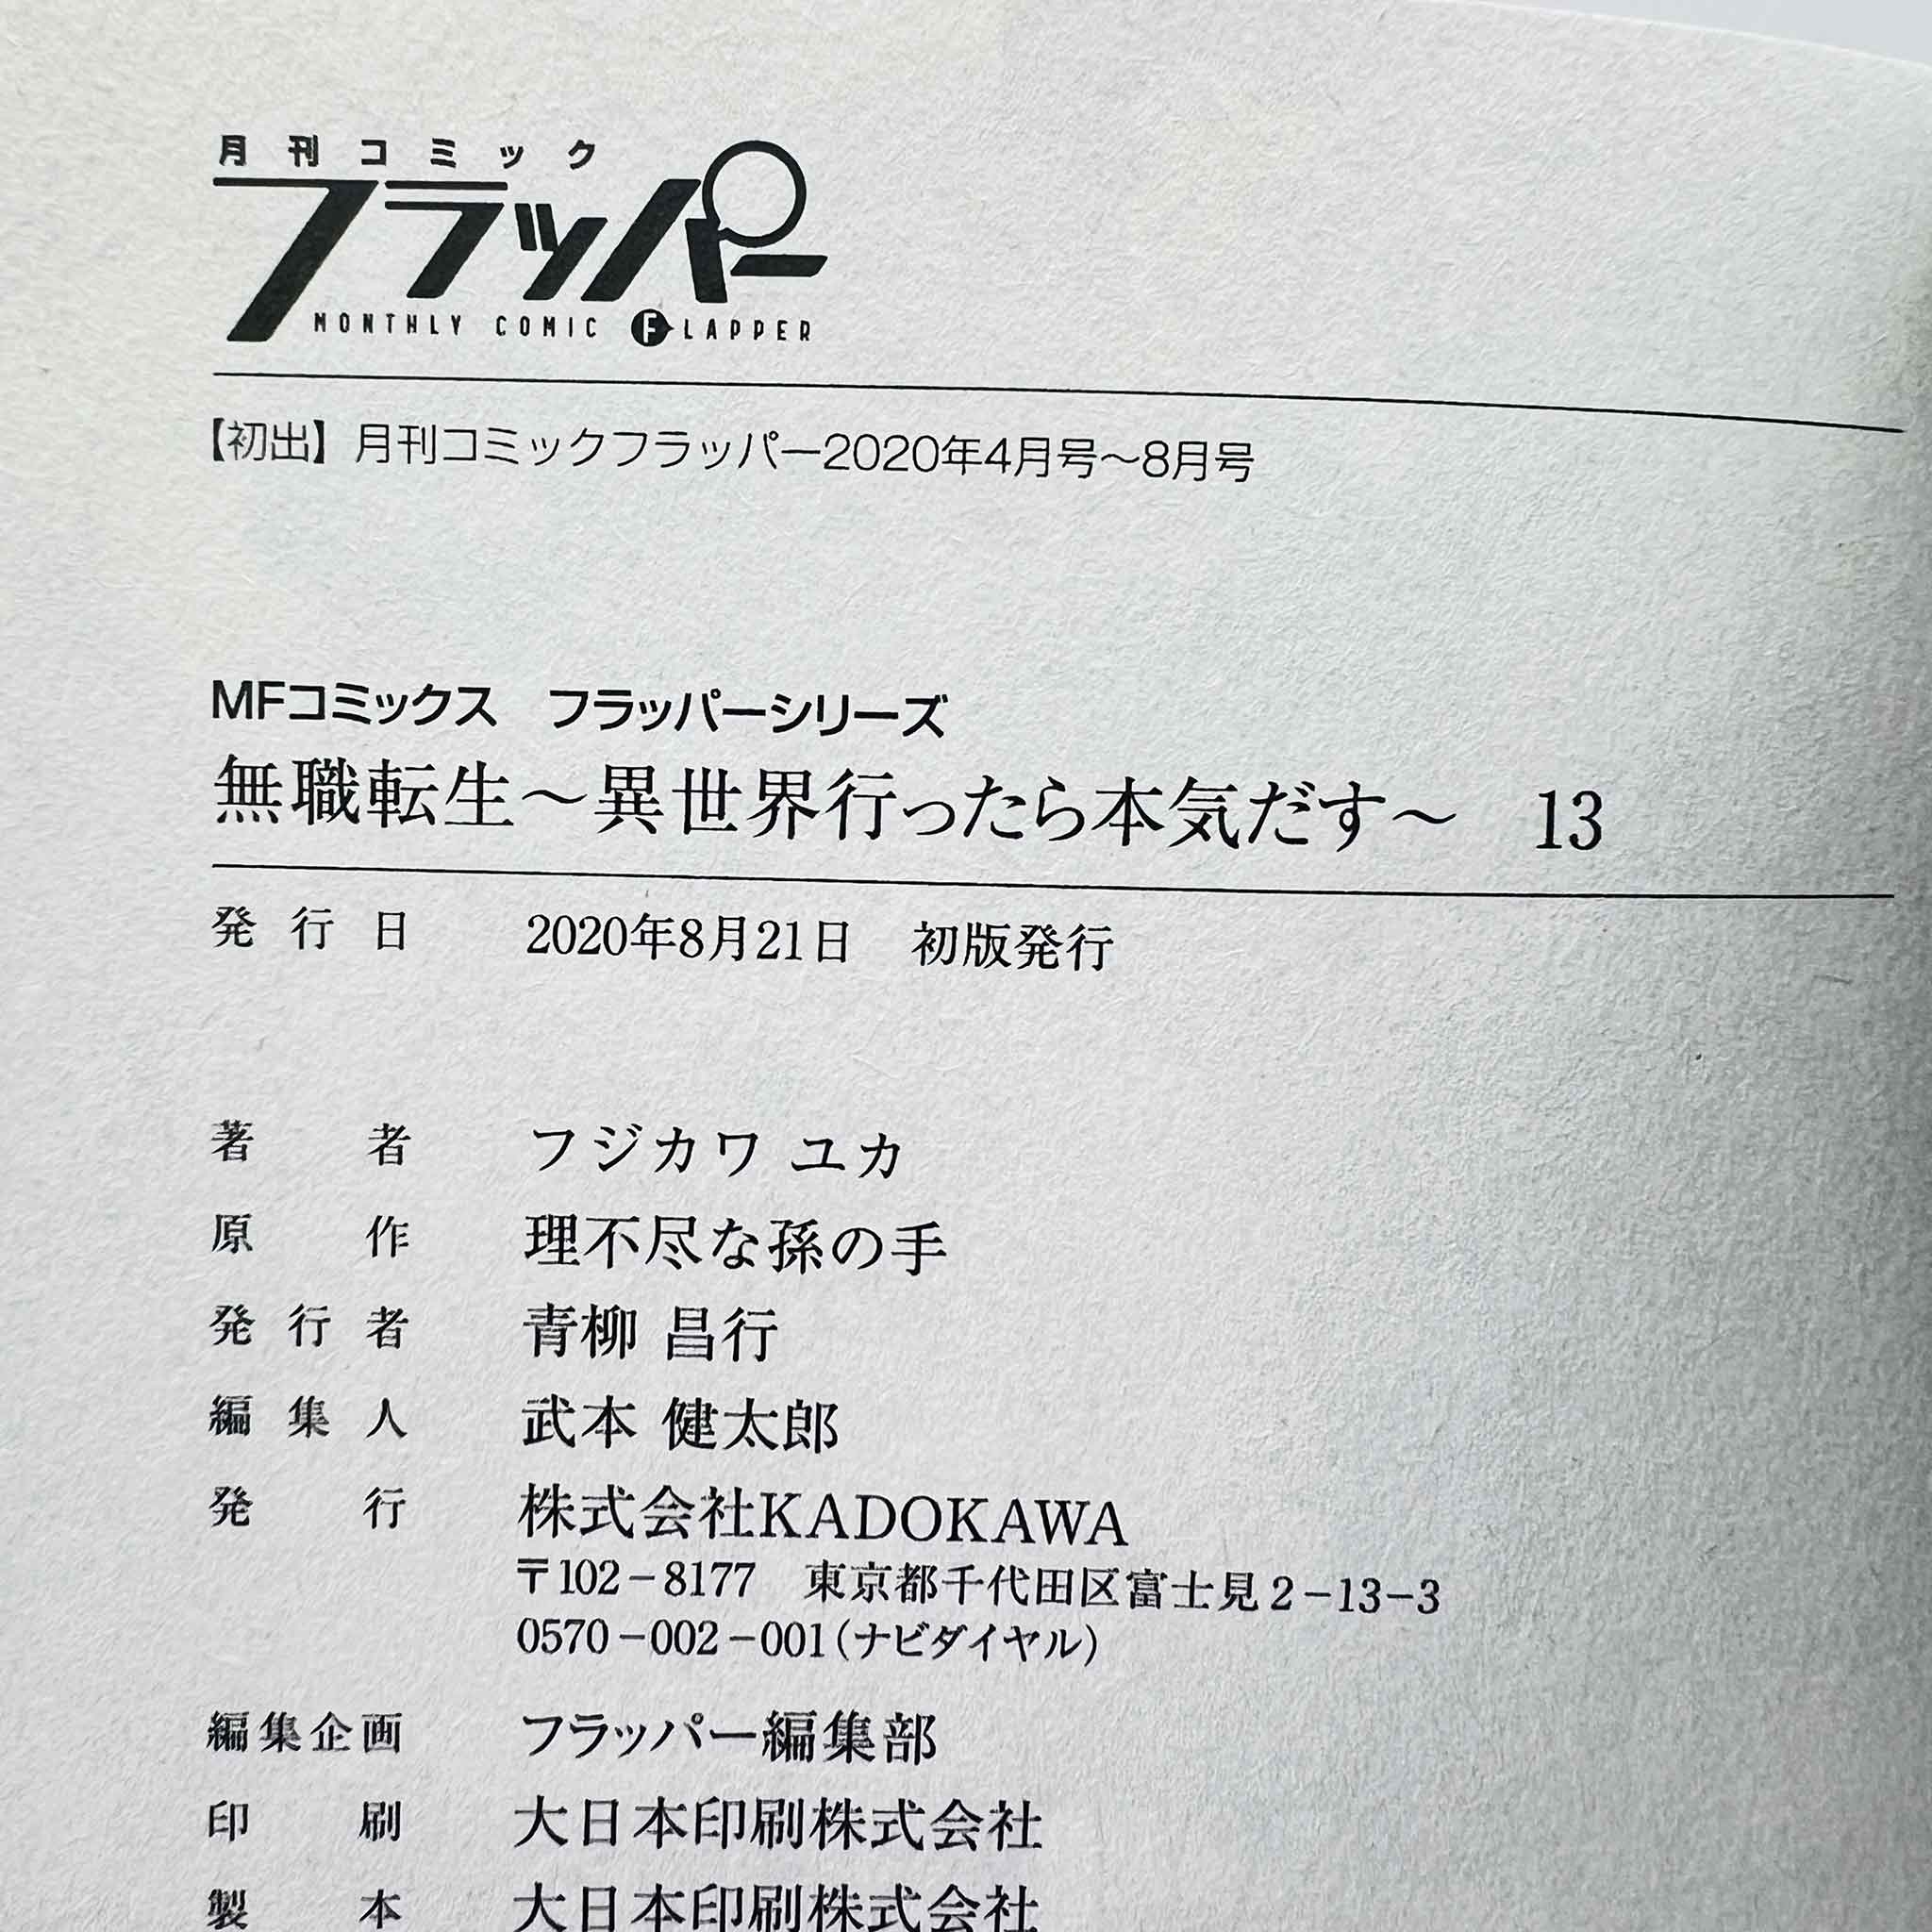 月刊コミック
フラッパー
MONTHLY COMIC FLAPPER
【初出】月刊コミックフラッパー2020年4月号～8月号
MFコミックス　フラッパーシリーズ
無職転生～異世界行ったら本気だす～　13
発行日　2020年8月21日　初版発行
著者　フジカワ ユカ
原作　理不尽な孫の手
発行者　青柳 昌行
編集人　武本 健太郎
発行　株式会社KADOKAWA
〒102-8177　東京都千代田区富士見2-13-3
0570-002-001(ナビダイヤル)
編集企画　フラッパー編集部
印刷　大日本印刷株式会社
製本　大日本印刷株式会社